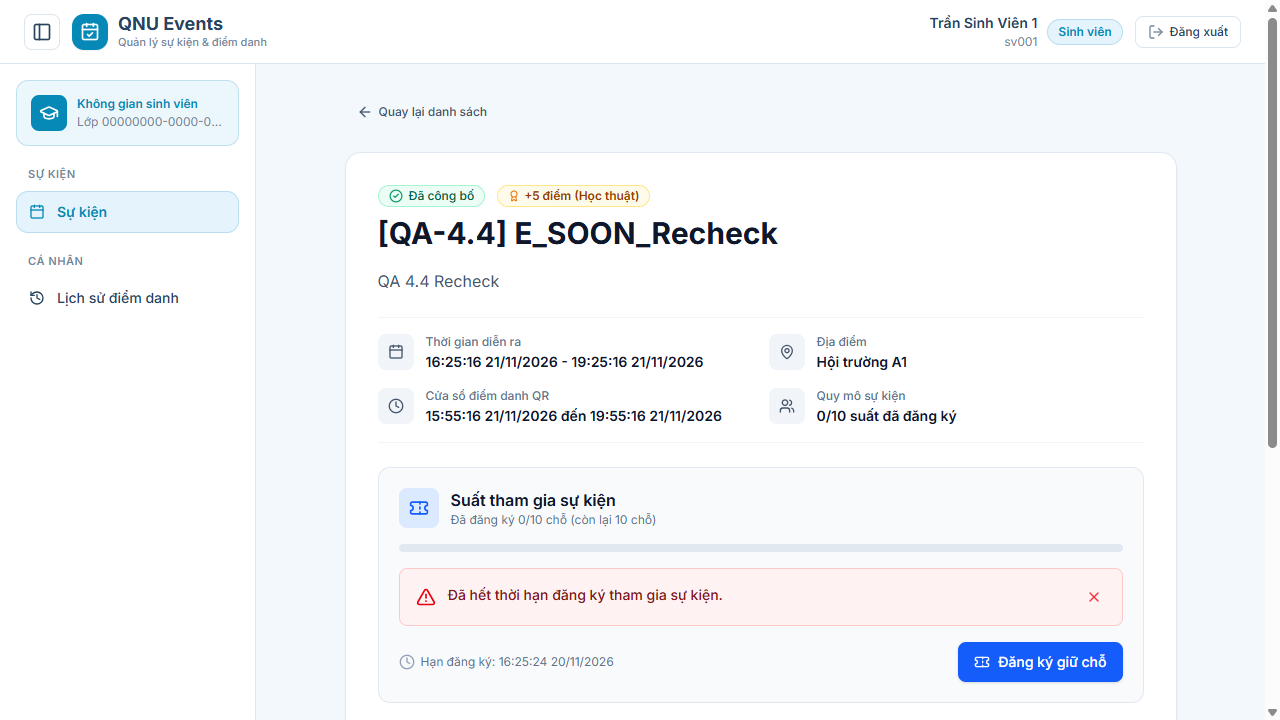 QNU Events
Quản lý sự kiện & điểm danh
Trần Sinh Viên 1
sv001
Sinh viên
Đăng xuất
Không gian sinh viên
Lớp 00000000-0000-0...
SỰ KIỆN
Sự kiện
CÁ NHÂN
Lịch sử điểm danh
Quay lại danh sách
Đã công bố
+5 điểm (Học thuật)
[QA-4.4] E_SOON_Recheck
QA 4.4 Recheck
Thời gian diễn ra
16:25:16 21/11/2026 - 19:25:16 21/11/2026
Địa điểm
Hội trường A1
Cửa sổ điểm danh QR
15:55:16 21/11/2026 đến 19:55:16 21/11/2026
Quy mô sự kiện
0/10 suất đã đăng ký
Suất tham gia sự kiện
Đã đăng ký 0/10 chỗ (còn lại 10 chỗ)
Đã hết thời hạn đăng ký tham gia sự kiện.
Hạn đăng ký: 16:25:24 20/11/2026
Đăng ký giữ chỗ